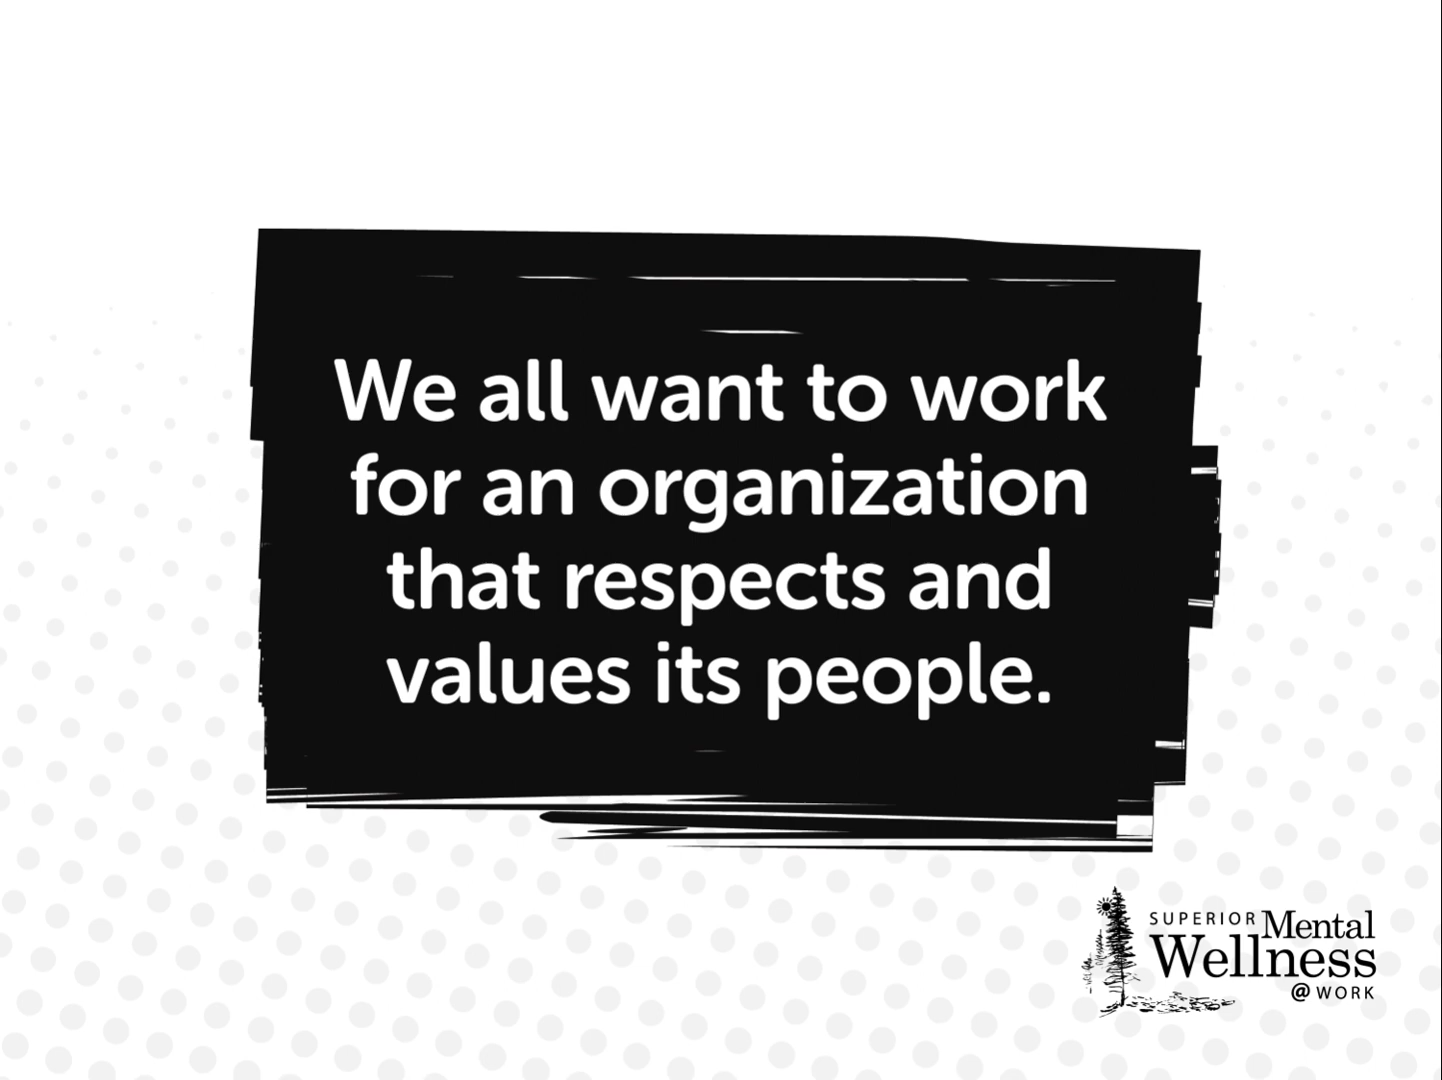 We all want to work
for an organization
that respects and
values its people.
SUPERIOR Mental
Wellness
@ WORK